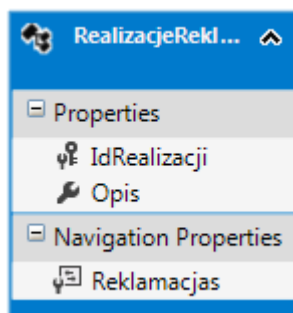 RealizacjeRekl...
Properties
IdRealizacji
Opis
Navigation Properties
Reklamacjas